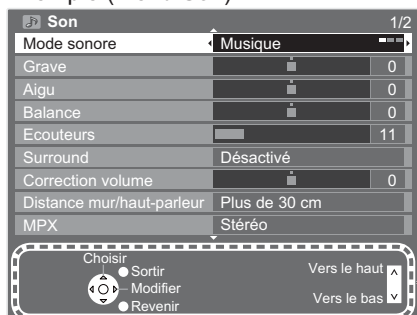 Son 1/2
Mode sonore Musique
Grave 0
Aigu 0
Balance 0
Ecouteurs 11
Surround Désactivé
Correction volume 0
Distance mur/haut-parleur Plus de 30 cm
MPX Stéréo
Choisir
Sortir
Modifier
Revenir
Vers le haut
Vers le bas